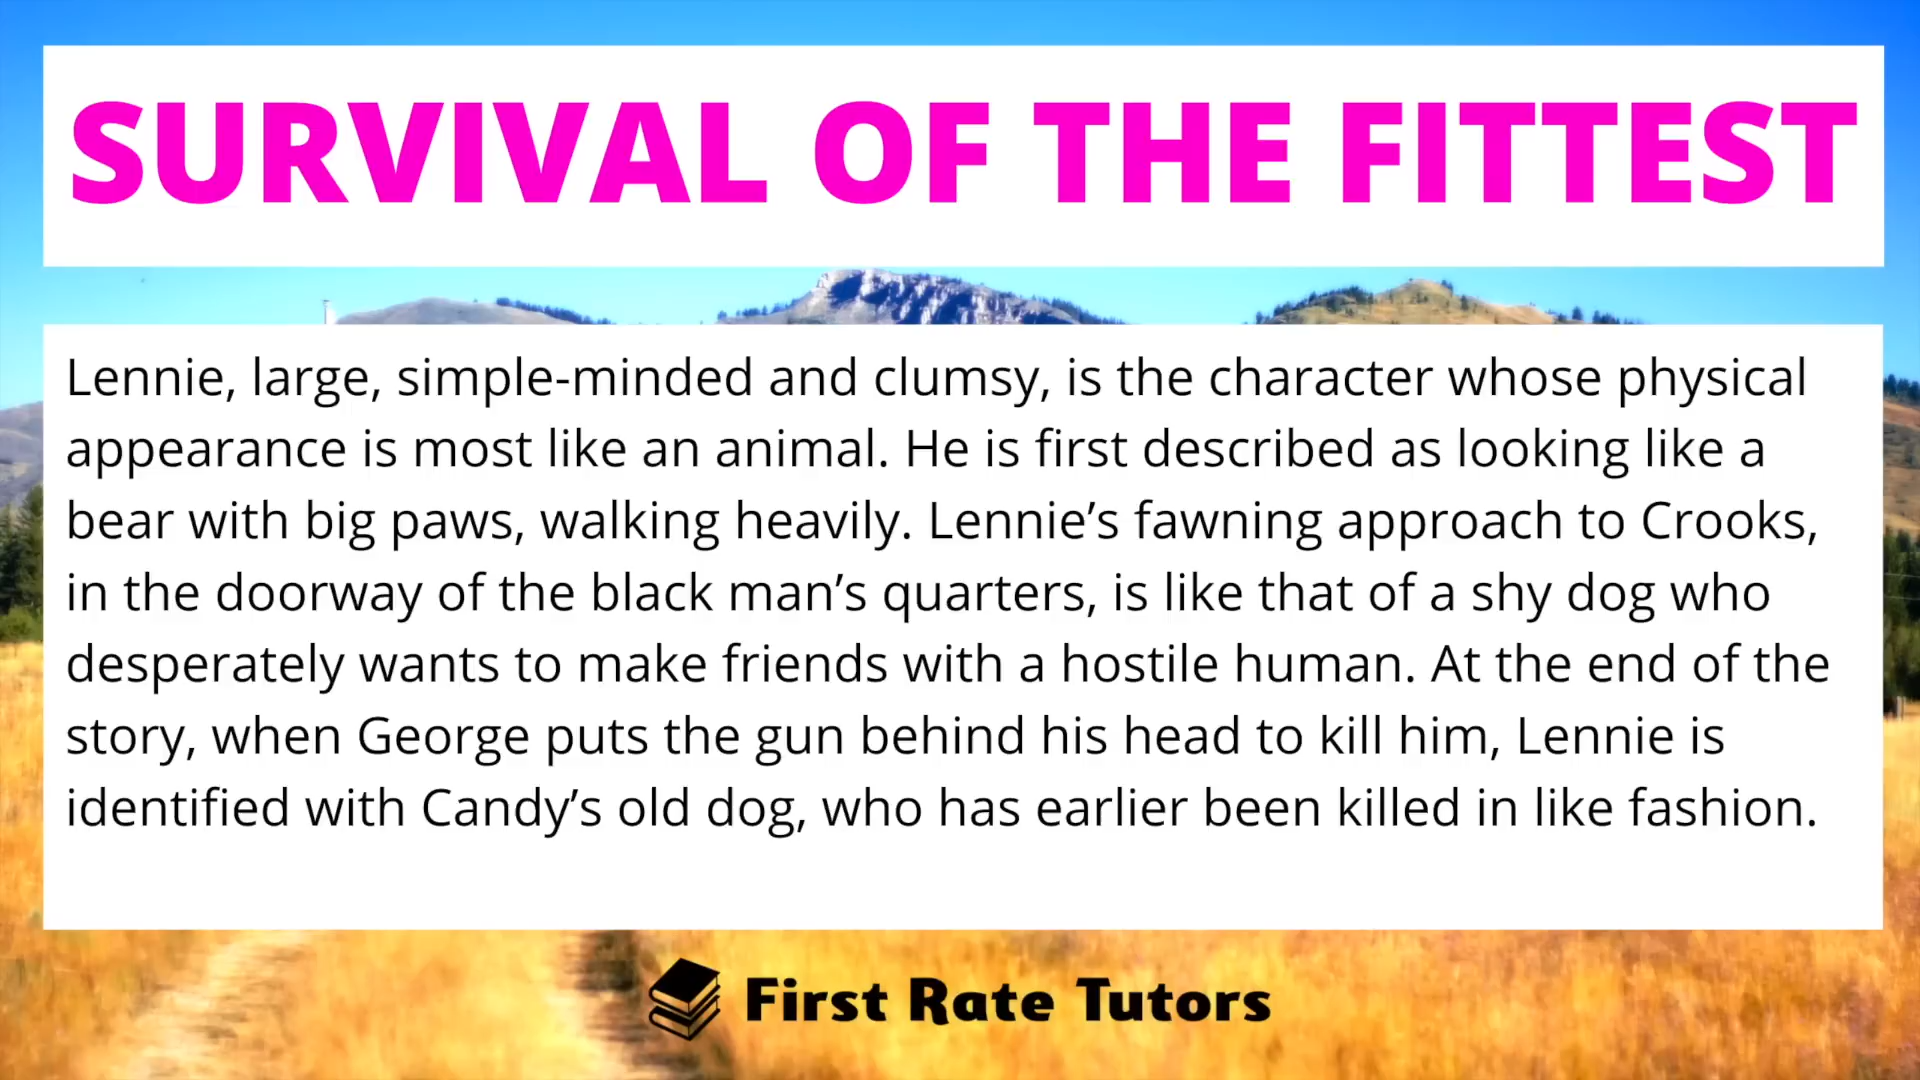 SURVIVAL OF THE FITTEST
Lennie, large, simple-minded and clumsy, is the character whose physical
appearance is most like an animal. He is first described as looking like a
bear with big paws, walking heavily. Lennie’s fawning approach to Crooks,
in the doorway of the black man’s quarters, is like that of a shy dog who
desperately wants to make friends with a hostile human. At the end of the
story, when George puts the gun behind his head to kill him, Lennie is
identified with Candy’s old dog, who has earlier been killed in like fashion.
First Rate Tutors